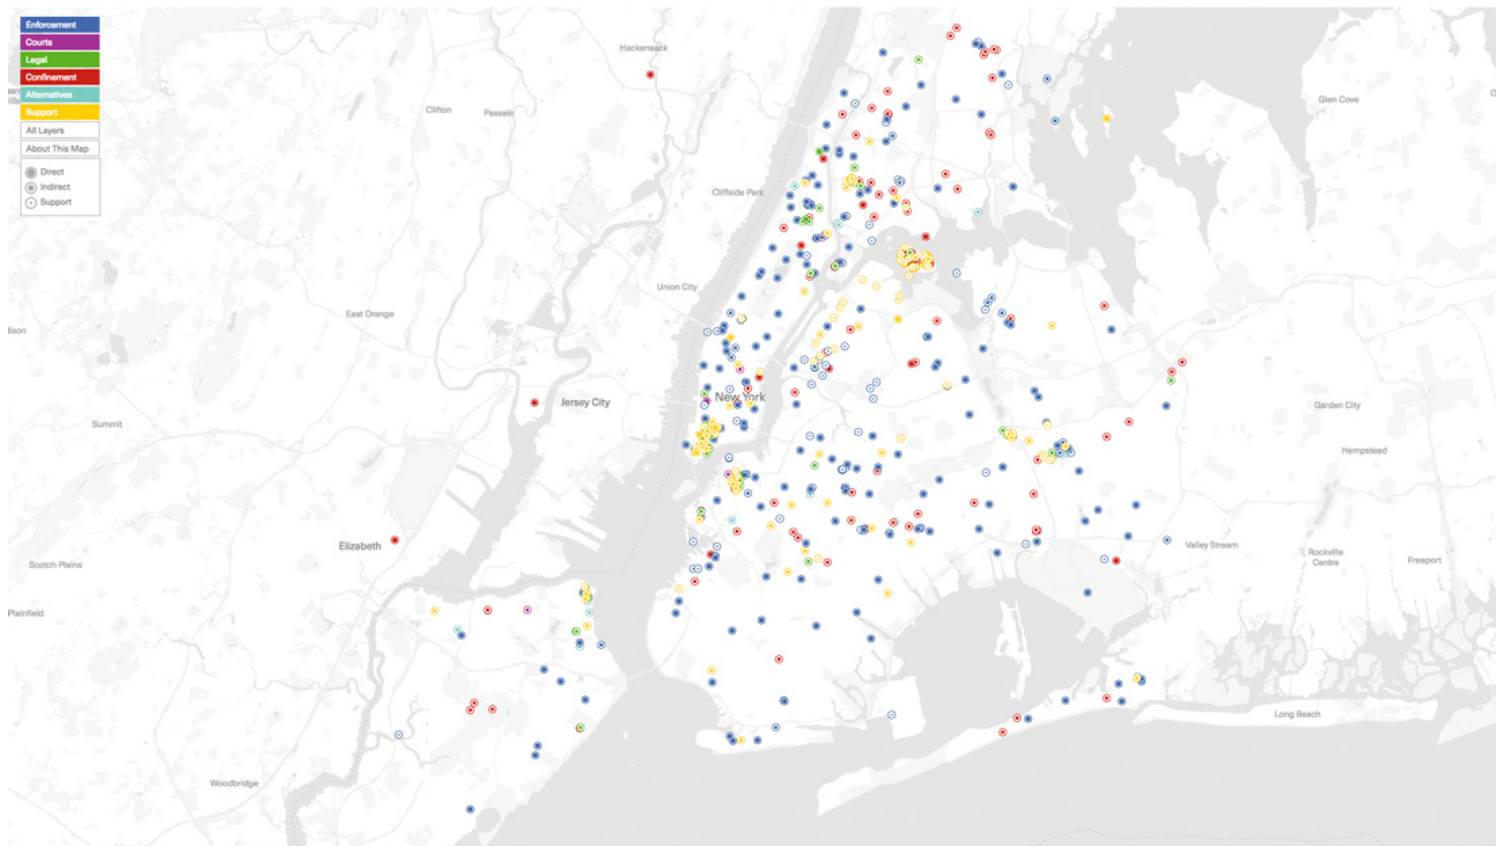 Enforcement
Courts
Legal
Confinement
Alternatives
Support
All Layers
About This Map
Direct
Indirect
Support
Hackensack
Clifton
Passaic
Glen Cove
Cliffside Park
Union City
East Orange
Jersey City
New York
Summit
Garden City
Hempstead
Elizabeth
Scotch Plains
Valley Stream
Rockville
Centre
Freeport
Plainfield
Long Beach
Woodbridge